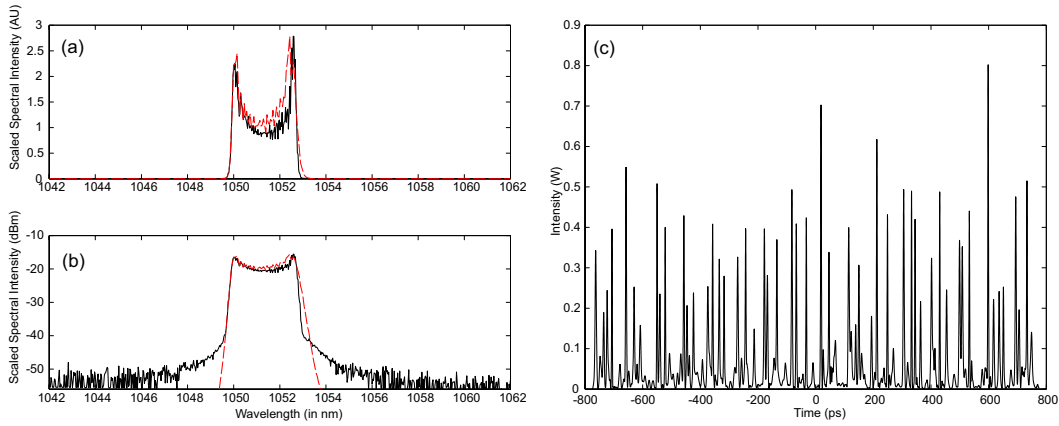 Scaled Spectral Intensity (AU)
3
2.5
2
1.5
1
0.5
0
(a)
1042 1044 1046 1048 1050 1052 1054 1056 1058 1060 1062
Scaled Spectral Intensity (dBm)
-10
-20
-30
-40
-50
(b)
1042 1044 1046 1048 1050 1052 1054 1056 1058 1060 1062
Wavelength (in nm)
Intensity (W)
0.9
0.8
0.7
0.6
0.5
0.4
0.3
0.2
0.1
0
(c)
-800 -600 -400 -200 0 200 400 600 800
Time (ps)